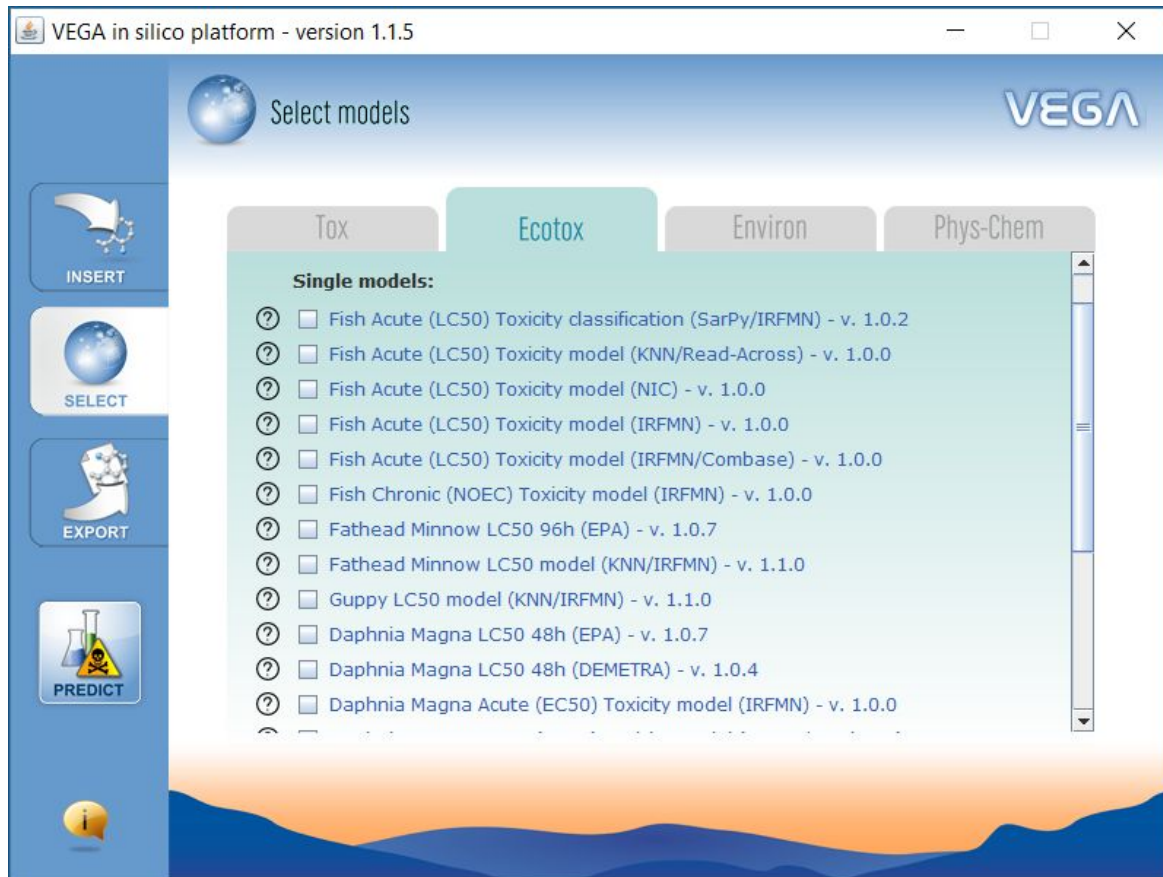 VEGA in silico platform - version 1.1.5
Select models
VEGA
INSERT
SELECT
EXPORT
PREDICT
i
Tox Ecotox Environ Phys-Chem
Single models:
? Fish Acute (LC50) Toxicity classification (SarPy/IRFMN) - v. 1.0.2
? Fish Acute (LC50) Toxicity model (KNN/Read-Across) - v. 1.0.0
? Fish Acute (LC50) Toxicity model (NIC) - v. 1.0.0
? Fish Acute (LC50) Toxicity model (IRFMN) - v. 1.0.0
? Fish Acute (LC50) Toxicity model (IRFMN/Combase) - v. 1.0.0
? Fish Chronic (NOEC) Toxicity model (IRFMN) - v. 1.0.0
? Fathead Minnow LC50 96h (EPA) - v. 1.0.7
? Fathead Minnow LC50 model (KNN/IRFMN) - v. 1.1.0
? Guppy LC50 model (KNN/IRFMN) - v. 1.1.0
? Daphnia Magna LC50 48h (EPA) - v. 1.0.7
? Daphnia Magna LC50 48h (DEMETRA) - v. 1.0.4
? Daphnia Magna Acute (EC50) Toxicity model (IRFMN) - v. 1.0.0